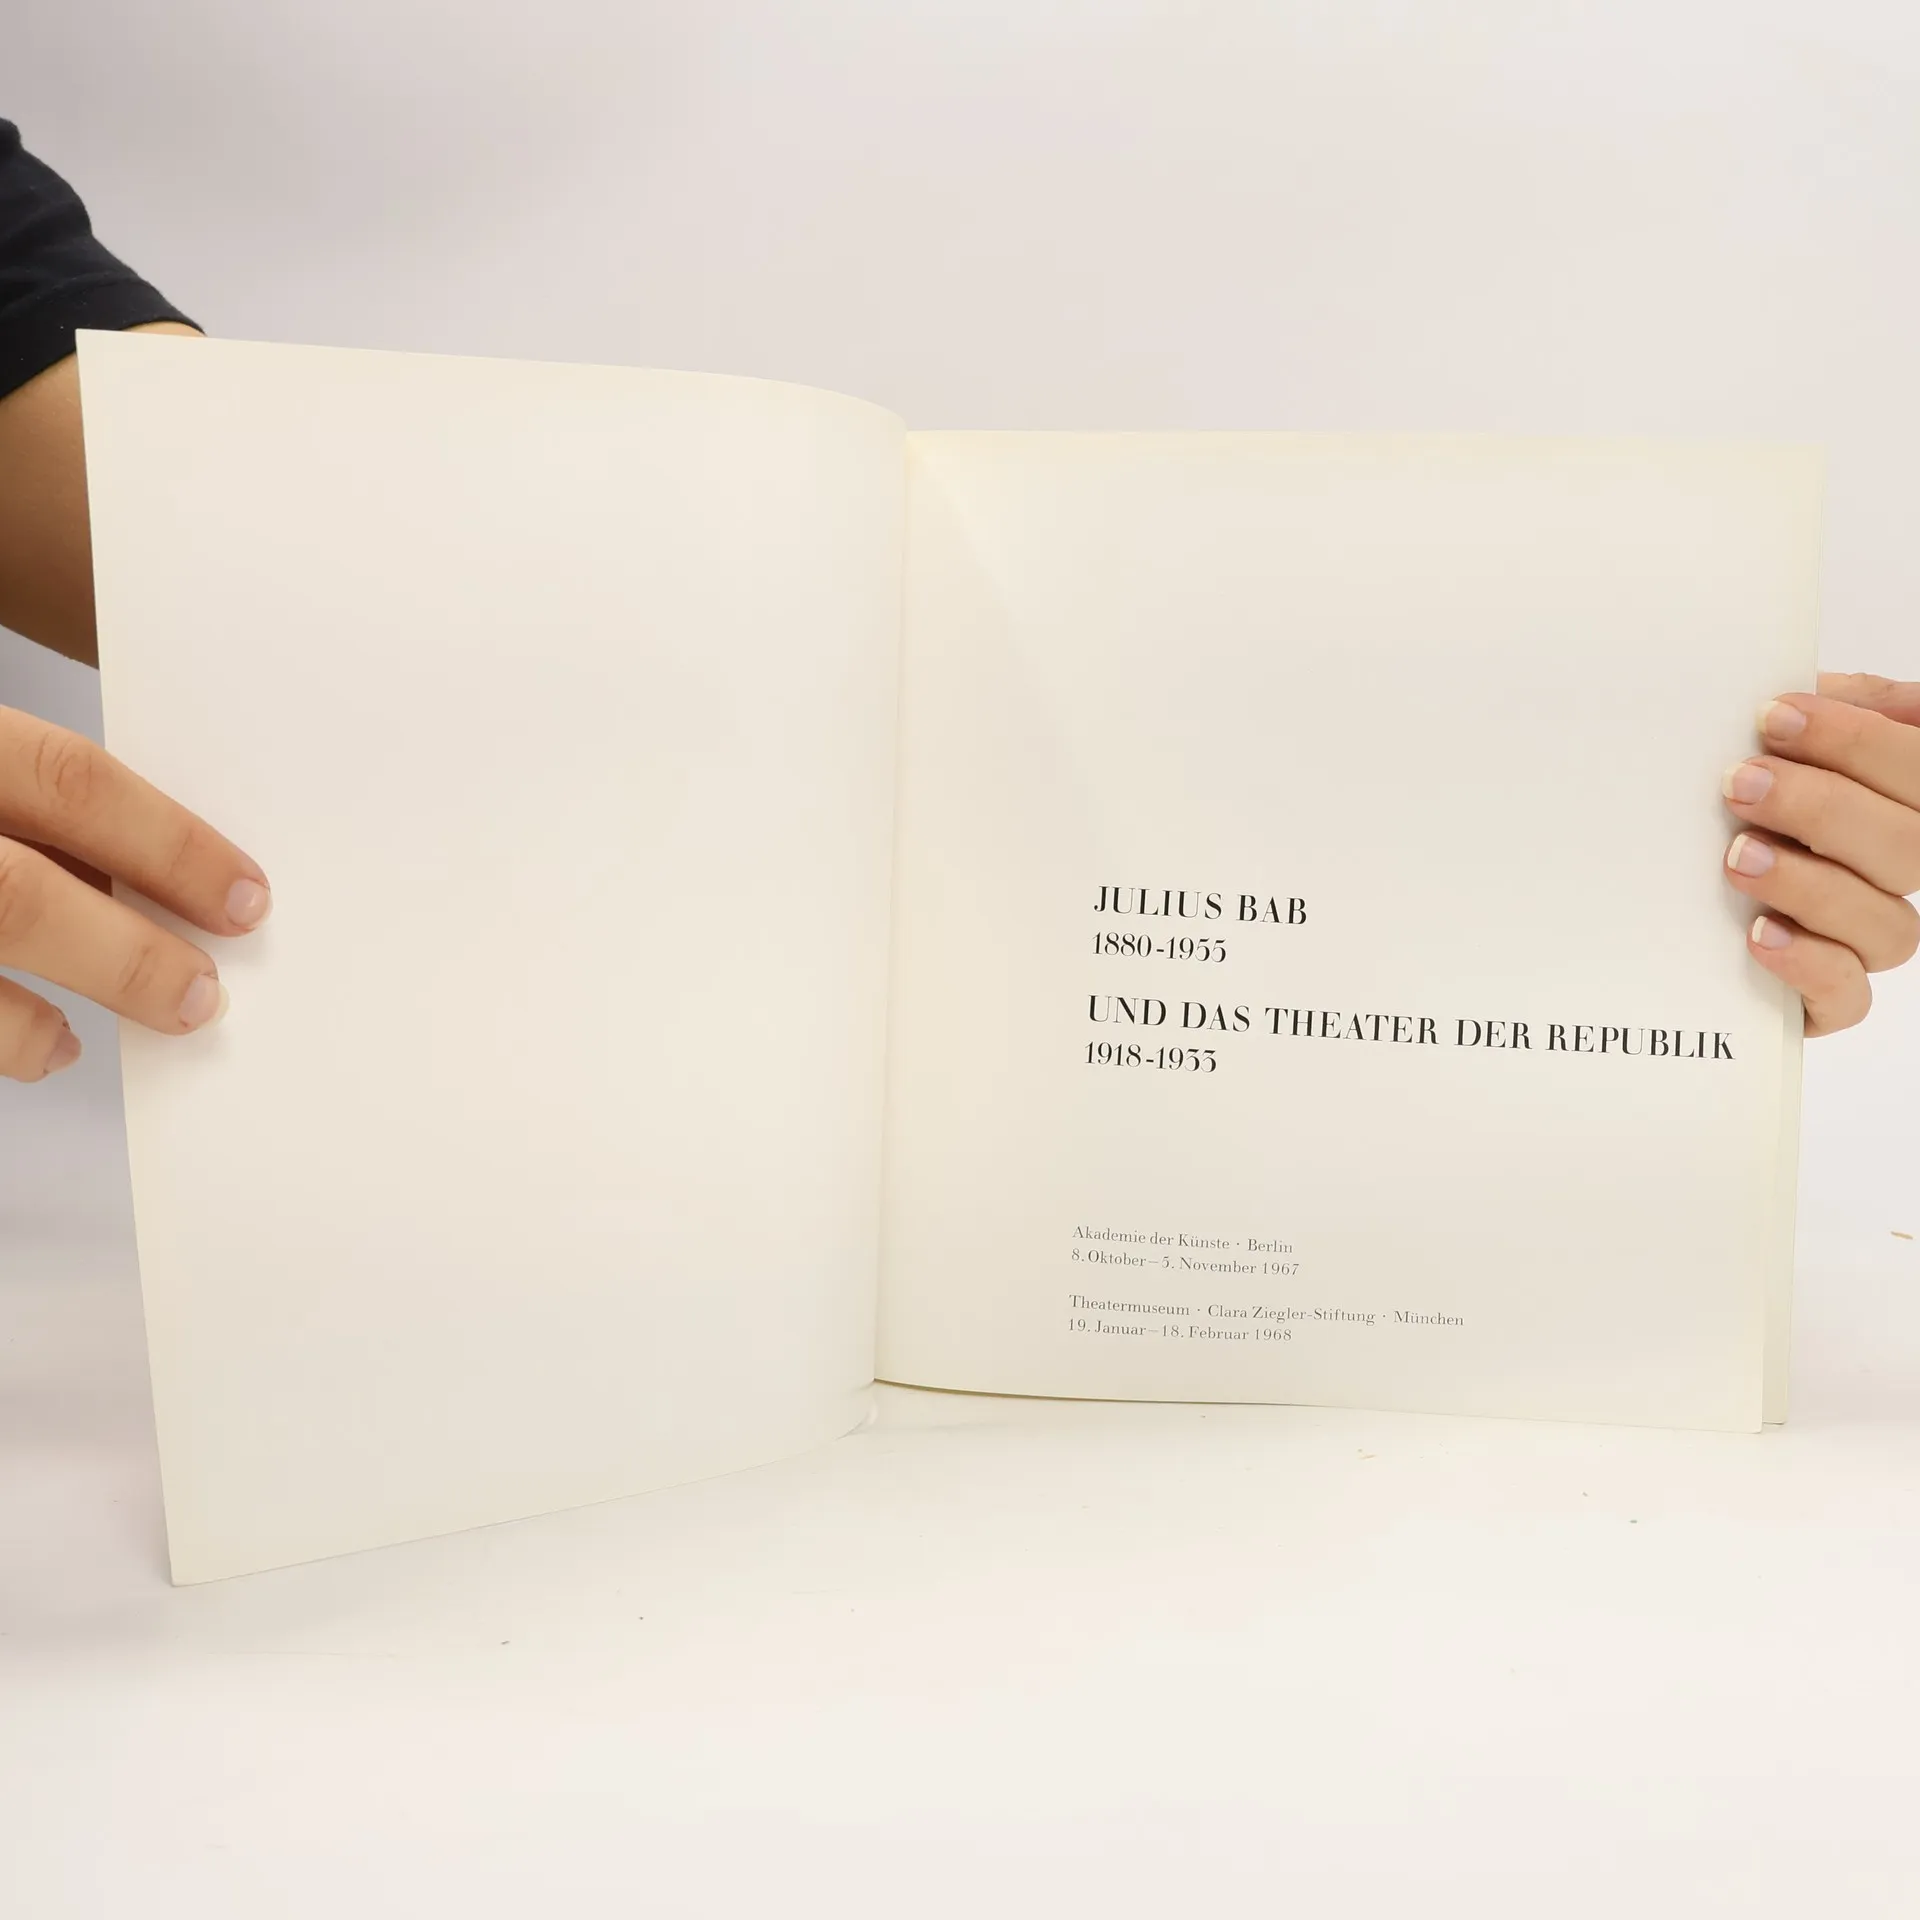 JULIUS BAB
1880-1955
UND DAS THEATER DER REPUBLIK
1918-1933
Akademie der Künste · Berlin
8. Oktober—5. November 1967
Theatermuseum · Clara Ziegler-Stiftung · München
19. Januar—18. Februar 1968